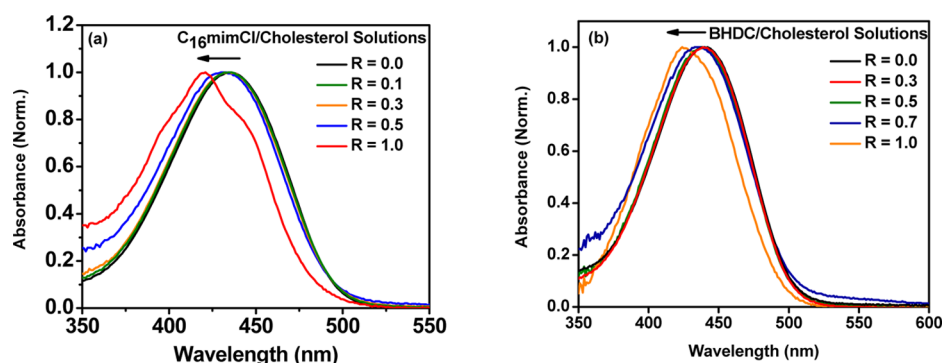 (a)
C16mimCl/Cholesterol Solutions
R = 0.0
R = 0.1
R = 0.3
R = 0.5
R = 1.0
Absorbance (Norm.)
1.2
1.0
0.8
0.6
0.4
0.2
0.0
350 400 450 500 550
Wavelength (nm)
(b)
BHDC/Cholesterol Solutions
R = 0.0
R = 0.3
R = 0.5
R = 0.7
R = 1.0
Absorbance (Norm.)
1.0
0.8
0.6
0.4
0.2
0.0
350 400 450 500 550 600
Wavelength (nm)